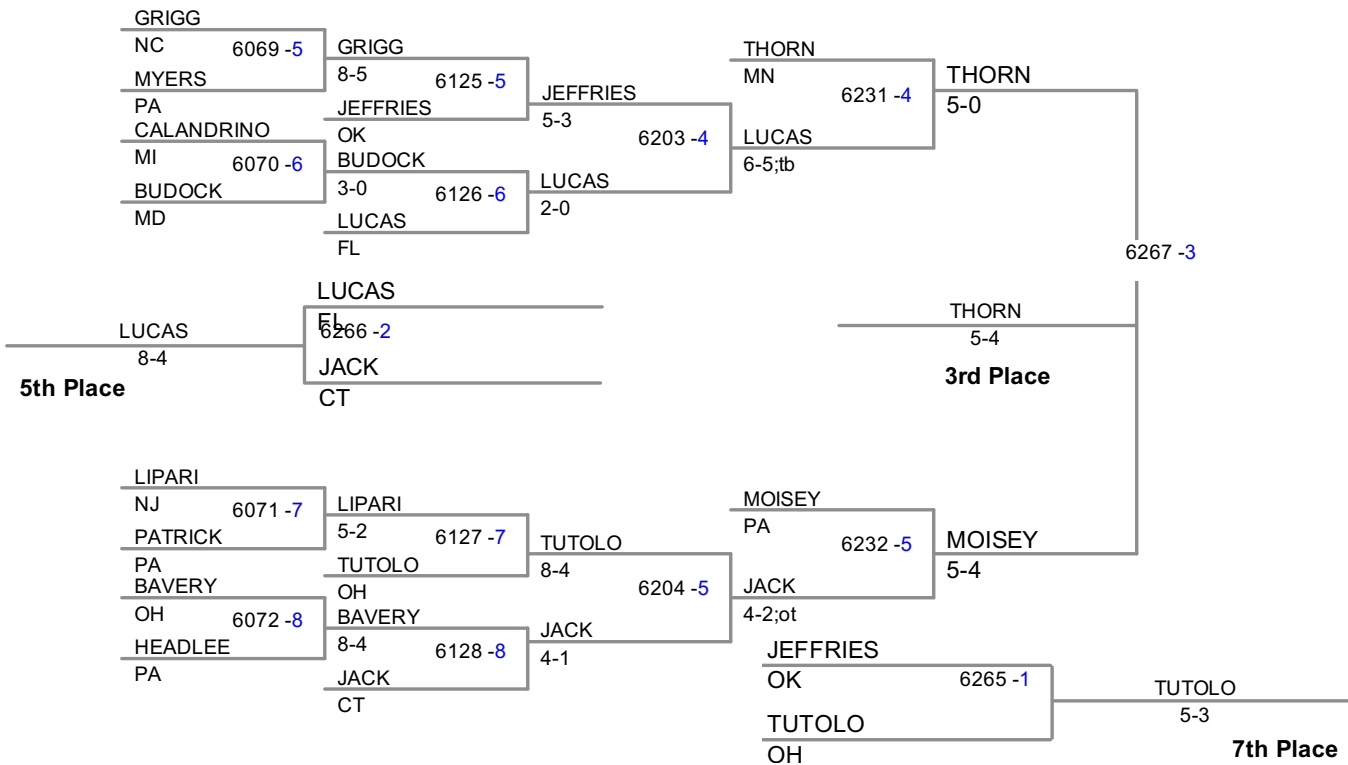 GRIGG
NC
6069 -5
MYERS
PA
GRIGG
8-5
6125 -5
JEFFRIES
OK
CALANDRINO
MI
6070 -6
BUDOCK
MD
BUDOCK
3-0
6126 -6
LUCAS
FL
JEFFRIES
5-3
6203 -4
LUCAS
2-0
THORN
MN
6231 -4
LUCAS
6-5;tb
THORN
5-0
6267 -3
LUCAS
FL
6266 -2
JACK
CT
LUCAS
8-4
5th Place
THORN
5-4
3rd Place
LIPARI
NJ
6071 -7
PATRICK
PA
LIPARI
5-2
6127 -7
TUTOLO
OH
BAVERY
OH
6072 -8
HEADLEE
PA
BAVERY
8-4
6128 -8
JACK
CT
TUTOLO
8-4
6204 -5
JACK
4-1
MOISEY
PA
6232 -5
JACK
4-2;ot
MOISEY
5-4
JEFFRIES
OK
6265 -1
TUTOLO
OH
TUTOLO
5-3
7th Place